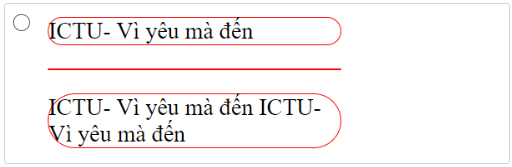 ICTU- Vì yêu mà đến
ICTU- Vì yêu mà đến ICTU-
Vì yêu mà đến